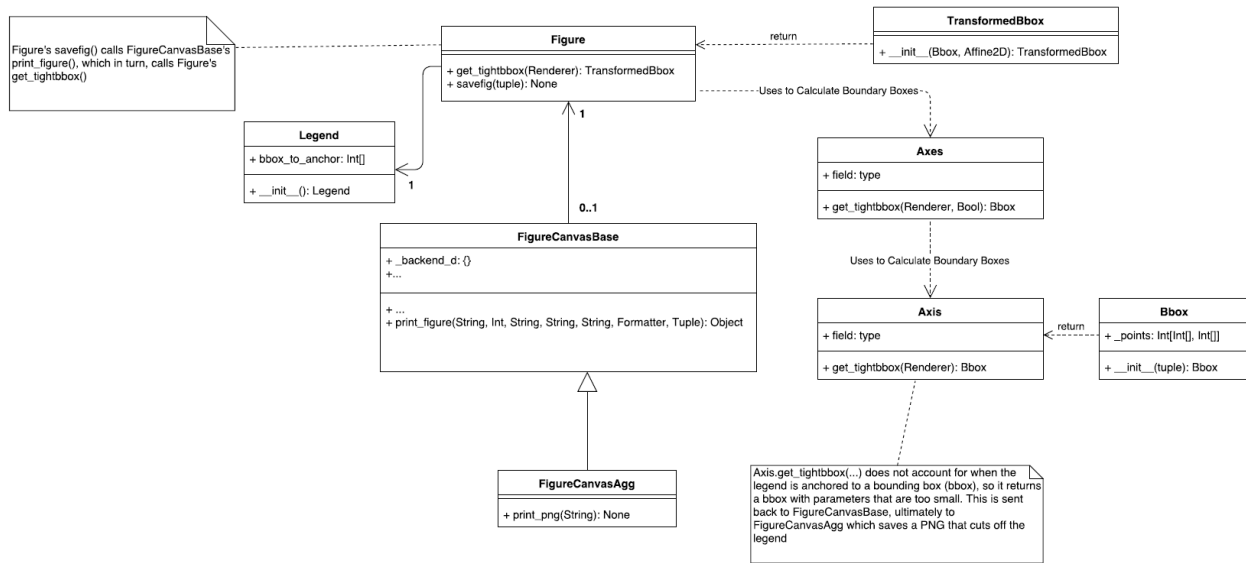 Figure's savefig() calls FigureCanvasBase's
print_figure(), which in turn, calls Figure's
get_tightbbox()
Figure
+ get_tightbbox(Renderer): TransformedBbox
+ savefig(tuple): None
return
TransformedBbox
+ __init__(Bbox, Affine2D): TransformedBbox
Uses to Calculate Boundary Boxes
1
Legend
+ bbox_to_anchor: Int[]
+ __init__(): Legend
1
Axes
+ field: type
+ get_tightbbox(Renderer, Bool): Bbox
0..1
FigureCanvasBase
+ _backend_d: {}
+...
+ ...
+ print_figure(String, Int, String, String, String, Formatter, Tuple): Object
Uses to Calculate Boundary Boxes
Axis
+ field: type
+ get_tightbbox(Renderer): Bbox
return
Bbox
+ _points: Int[Int[], Int[]]
+ __init__(tuple): Bbox
FigureCanvasAgg
+ print_png(String): None
Axis.get_tightbbox(...) does not account for when the
legend is anchored to a bounding box (bbox), so it returns
a bbox with parameters that are too small. This is sent
back to FigureCanvasBase, ultimately to
FigureCanvasAgg which saves a PNG that cuts off the
legend